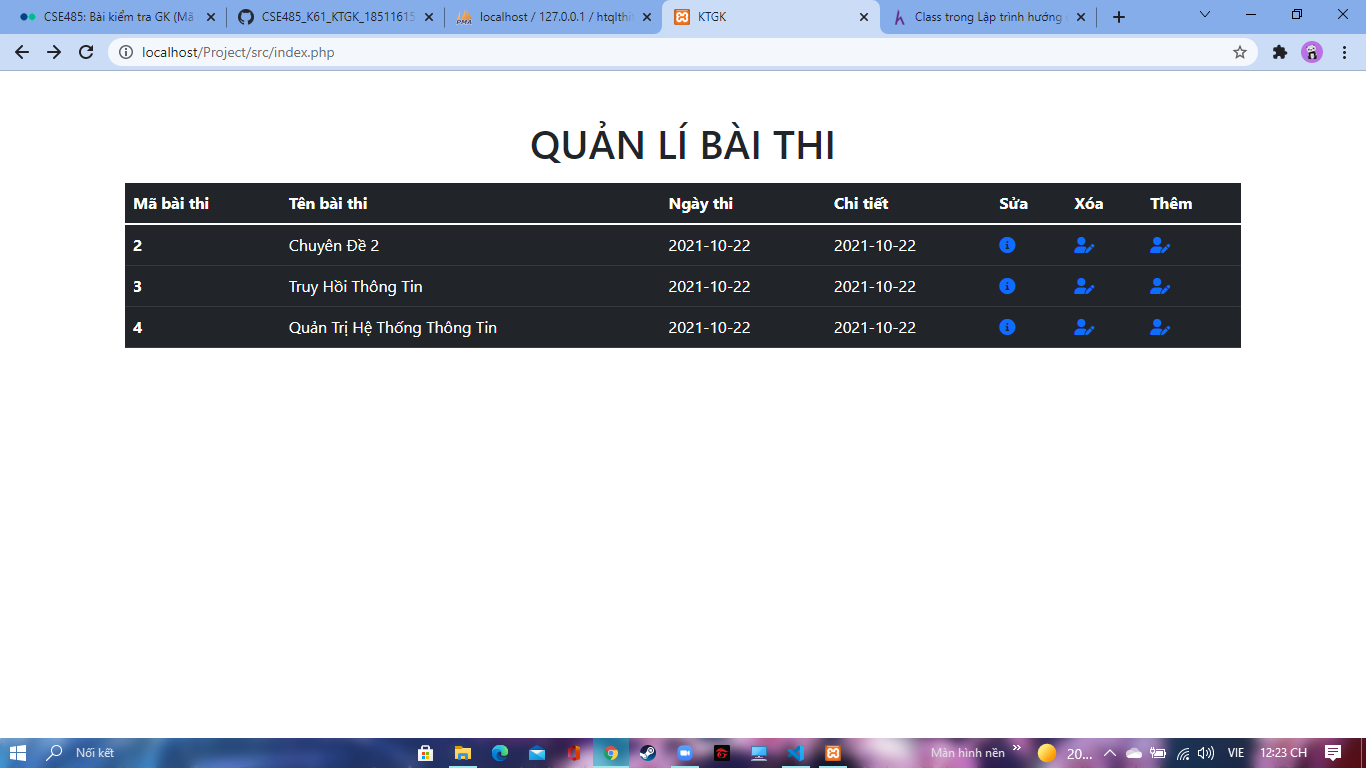 CSE485: Bài kiểm tra GK (Mã
CSE485_K61_KTGK_18511615
localhost / 127.0.0.1 / htqlthit
KTGK
Class trong Lập trình hướng
localhost/Project/src/index.php
QUẢN LÍ BÀI THI
Mã bài thi Tên bài thi Ngày thi Chi tiết Sửa Xóa Thêm
2 Chuyên Đề 2 2021-10-22 2021-10-22
3 Truy Hồi Thông Tin 2021-10-22 2021-10-22
4 Quản Trị Hệ Thống Thông Tin 2021-10-22 2021-10-22
Nối kết
Màn hình nền
20...
VIE
12:23 CH